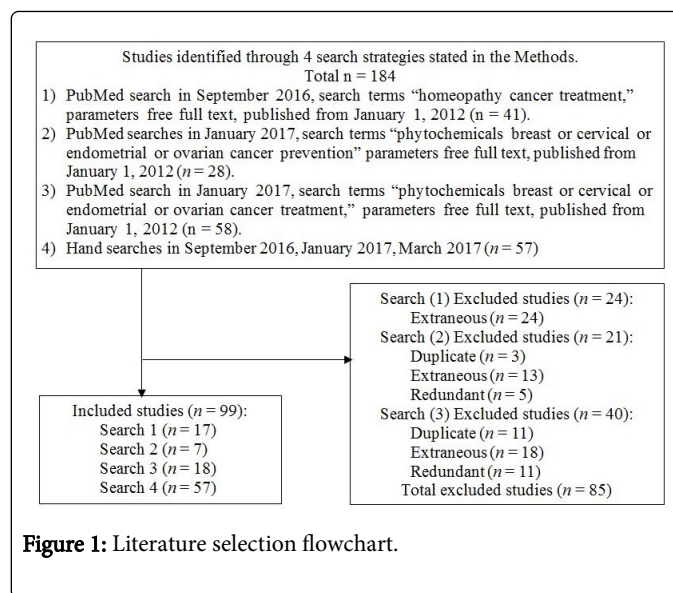 Studies identified through 4 search strategies stated in the Methods.
Total n = 184
1) PubMed search in September 2016, search terms “homeopathy cancer treatment,”
parameters free full text, published from January 1, 2012 (n = 41).
2) PubMed searches in January 2017, search terms “phytochemicals breast or cervical or
endometrial or ovarian cancer prevention” parameters free full text, published from
January 1, 2012 (n = 28).
3) PubMed search in January 2017, search terms “phytochemicals breast or cervical or
endometrial or ovarian cancer treatment,” parameters free full text, published from
January 1, 2012 (n = 58).
4) Hand searches in September 2016, January 2017, March 2017 (n = 57)
Search (1) Excluded studies (n = 24):
Extraneous (n = 24)
Search (2) Excluded studies (n = 21):
Duplicate (n = 3)
Extraneous (n = 13)
Redundant (n = 5)
Search (3) Excluded studies (n = 40):
Duplicate (n = 11)
Extraneous (n = 18)
Redundant (n = 11)
Total excluded studies (n = 85)
Included studies (n = 99):
Search 1 (n = 17)
Search 2 (n = 7)
Search 3 (n = 18)
Search 4 (n = 57)
Figure 1: Literature selection flowchart.